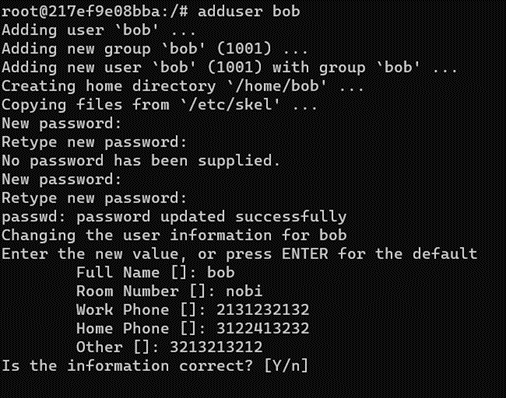 root@217ef9e08bba:/# adduser bob
Adding user `bob' ...
Adding new group `bob' (1001) ...
Adding new user `bob' (1001) with group `bob' ...
Creating home directory `/home/bob' ...
Copying files from `/etc/skel' ...
New password:
Retype new password:
No password has been supplied.
New password:
Retype new password:
passwd: password updated successfully
Changing the user information for bob
Enter the new value, or press ENTER for the default
        Full Name []: bob
        Room Number []: nobi
        Work Phone []: 2131232132
        Home Phone []: 3122413232
        Other []: 3213213212
Is the information correct? [Y/n]